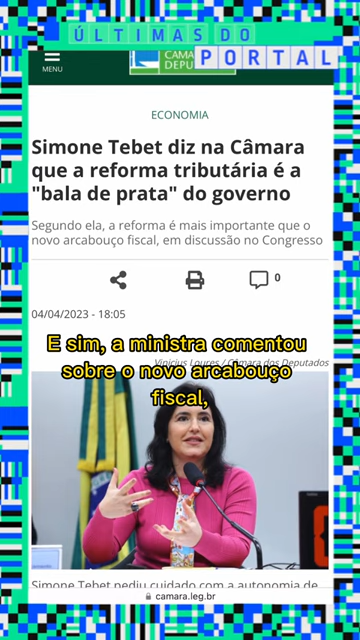 ÚLTIMAS DO
PORTAL
MENU
CÂMARA
DEPU
ECONOMIA
Simone Tebet diz na Câmara
que a reforma tributária é a
"bala de prata" do governo
Segundo ela, a reforma é mais importante que o
novo arcabouço fiscal, em discussão no Congresso
0
04/04/2023 - 18:05
Vinicius Loures / Câmara dos Deputados
E sim, a ministra comentou
sobre o novo arcabouço
fiscal,
Simone Tebet pediu cuidado com a autonomia de
camara.leg.br